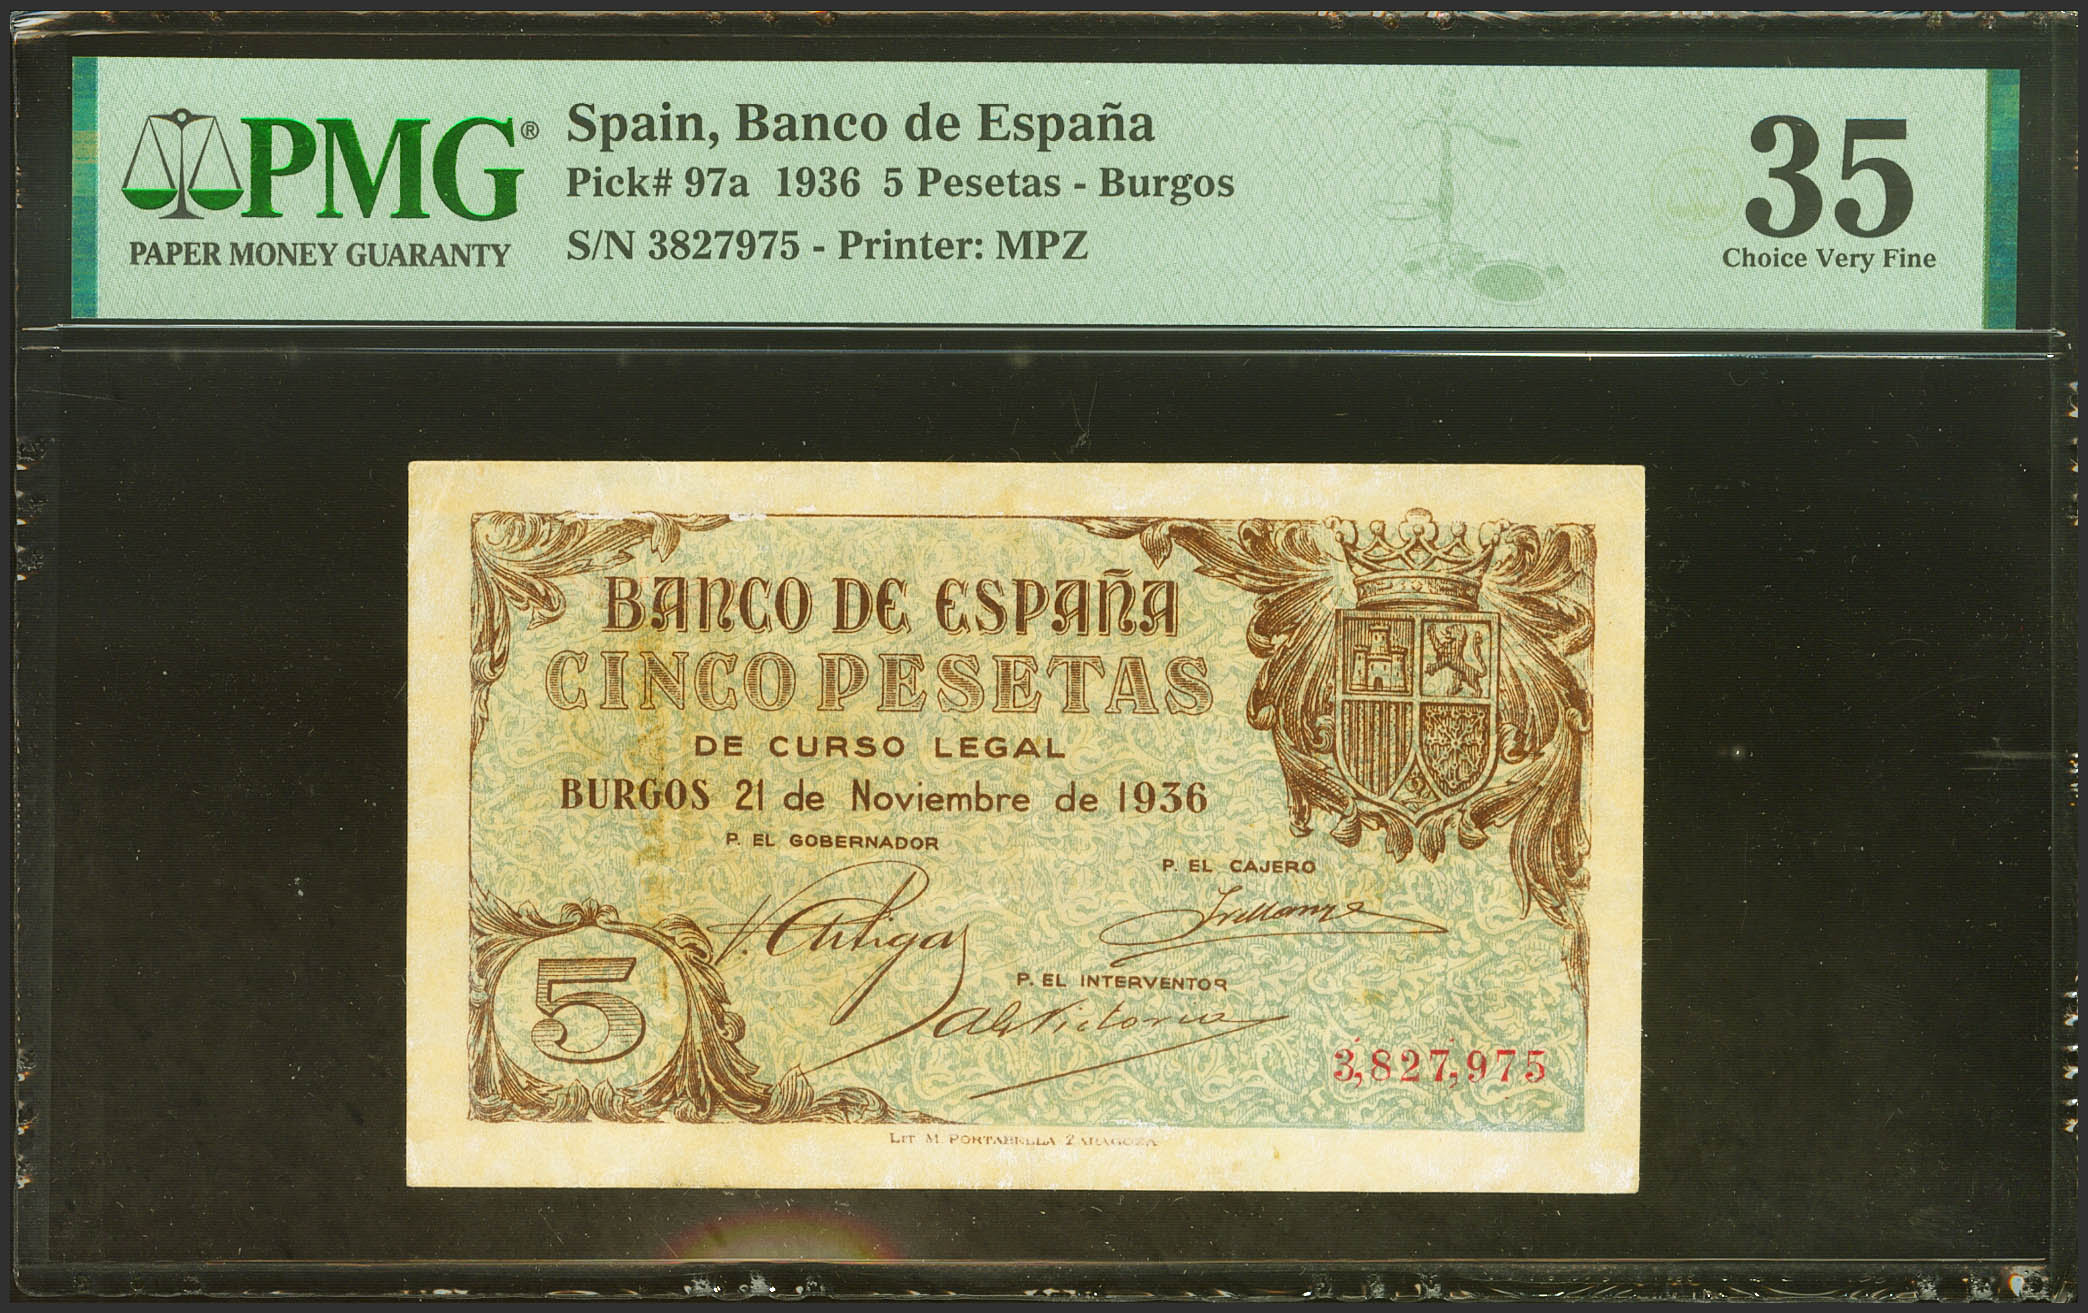 PMG®
PAPER MONEY GUARANTY
Spain, Banco de España
Pick# 97a 1936 5 Pesetas - Burgos
S/N 3827975 - Printer: MPZ
35
Choice Very Fine
BANCO DE ESPAÑA
CINCO PESETAS
DE CURSO LEGAL
BURGOS 21 de Noviembre de 1936
P. EL GOBERNADOR
P. EL CAJERO
P. EL INTERVENTOR
5
3,827,975
LIT M. PORTABELLA ZARAGOZA